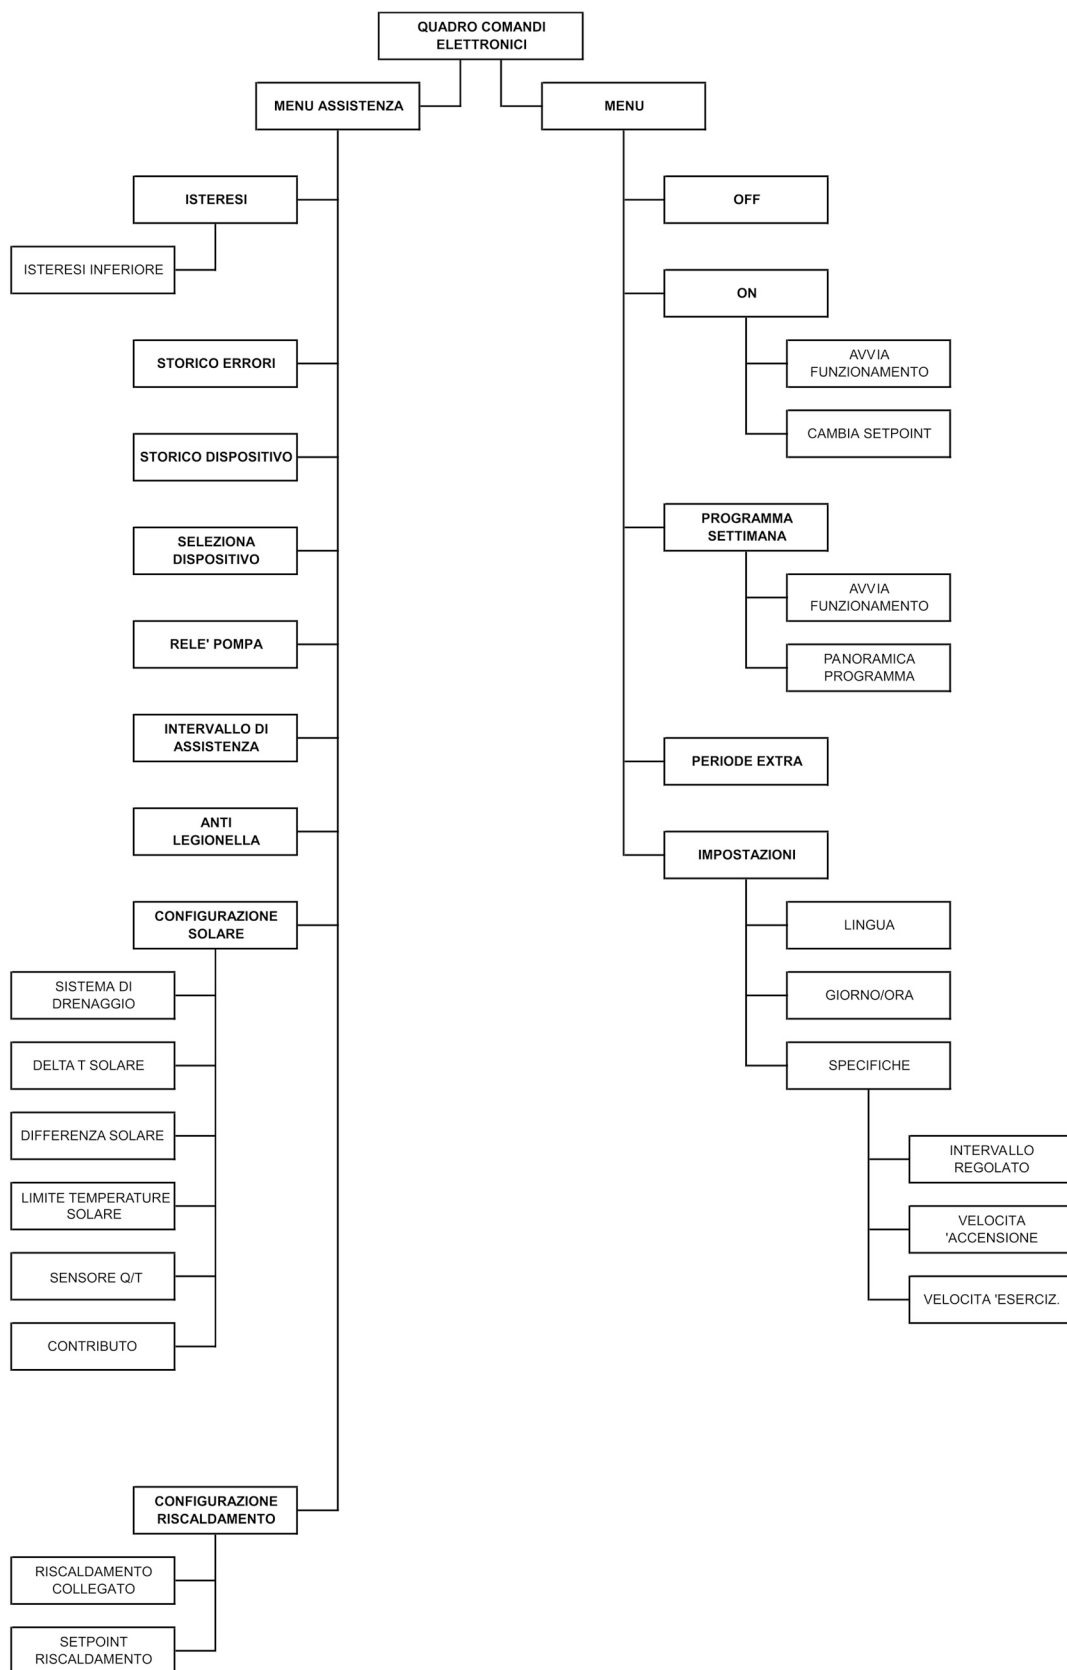 QUADRO COMANDI
ELETTRONICI
MENU ASSISTENZA
MENU
ISTERESI
ISTERESI INFERIORE
STORICO ERRORI
STORICO DISPOSITIVO
SELEZIONA
DISPOSITIVO
RELE' POMPA
INTERVALLO DI
ASSISTENZA
ANTI
LEGIONELLA
CONFIGURAZIONE
SOLARE
SISTEMA DI
DRENAGGIO
DELTA T SOLARE
DIFFERENZA SOLARE
LIMITE TEMPERATURE
SOLARE
SENSORE Q/T
CONTRIBUTO
CONFIGURAZIONE
RISCALDAMENTO
RISCALDAMENTO
COLLEGATO
SETPOINT
RISCALDAMENTO
OFF
ON
AVVIA
FUNZIONAMENTO
CAMBIA SETPOINT
PROGRAMMA
SETTIMANA
AVVIA
FUNZIONAMENTO
PANORAMICA
PROGRAMMA
PERIODE EXTRA
IMPOSTAZIONI
LINGUA
GIORNO/ORA
SPECIFICHE
INTERVALLO
REGOLATO
VELOCITA
'ACCENSIONE
VELOCITA 'ESERCIZ.